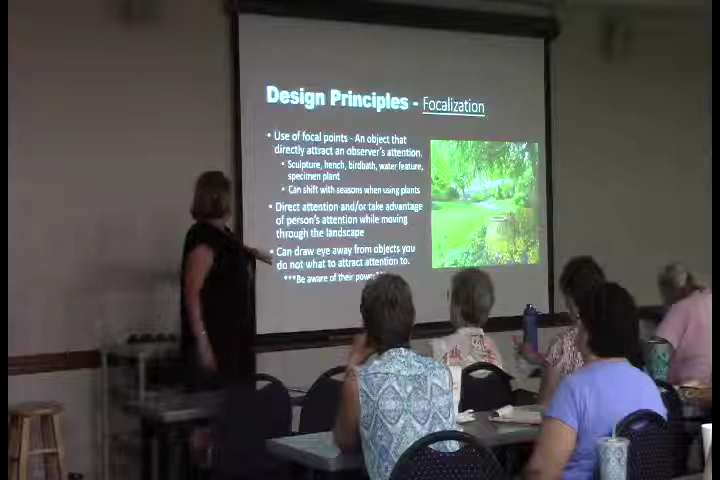 Design Principles - Focalization
• Use of focal points - An object that
directly attract an observer's attention.
• Sculpture, bench, birdbath, water feature,
specimen plant
• Can shift with seasons when using plants
• Direct attention and/or take advantage
of person's attention while moving
through the landscape
• Can draw eye away from objects you
do not what to attract attention to.
***Be aware of their power***